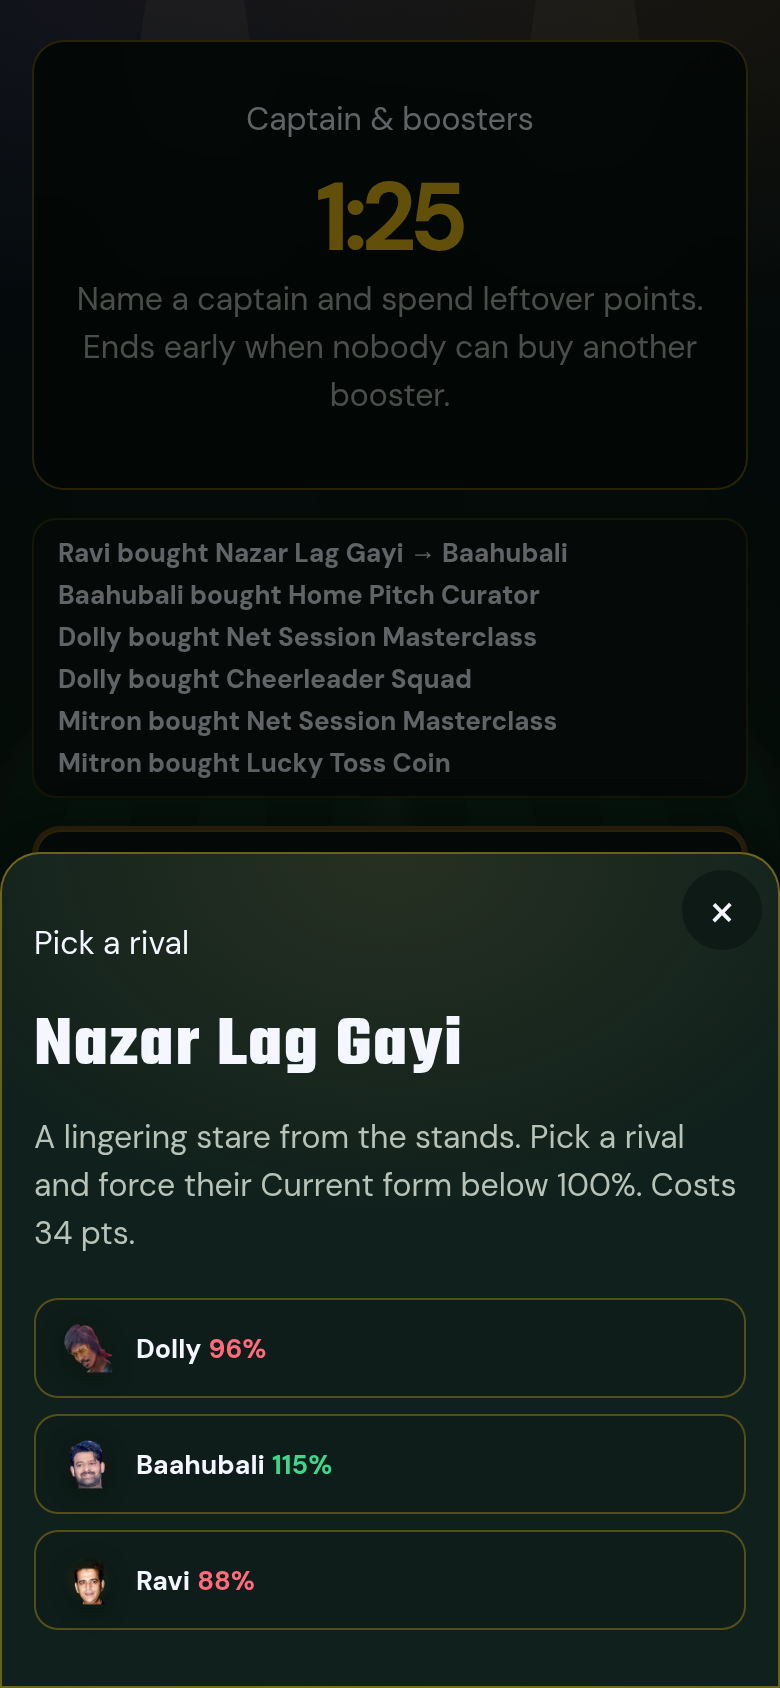 Captain & boosters
1:25
Name a captain and spend leftover points.
Ends early when nobody can buy another
booster.
Ravi bought Nazar Lag Gayi → Baahubali
Baahubali bought Home Pitch Curator
Dolly bought Net Session Masterclass
Dolly bought Cheerleader Squad
Mitron bought Net Session Masterclass
Mitron bought Lucky Toss Coin
×
Pick a rival
Nazar Lag Gayi
A lingering stare from the stands. Pick a rival
and force their Current form below 100%. Costs
34 pts.
Dolly 96%
Baahubali 115%
Ravi 88%